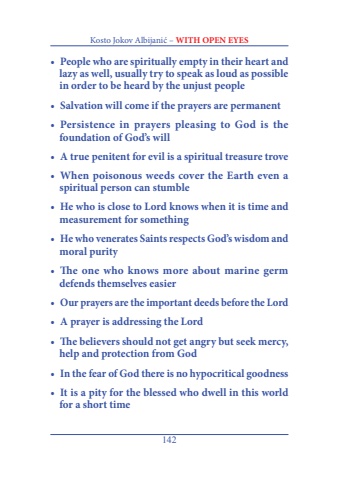 Kosto Jokov Albijanić – WITH OPEN EYES
• People who are spiritually empty in their heart and
lazy as well, usually try to speak as loud as possible
in order to be heard by the unjust people
• Salvation will come if the prayers are permanent
• Persistence in prayers pleasing to God is the
foundation of God's will
• A true penitent for evil is a spiritual treasure trove
• When poisonous weeds cover the Earth even a
spiritual person can stumble
• He who is close to Lord knows when it is time and
measurement for something
• He who venerates Saints respects God's wisdom and
moral purity
• The one who knows more about marine germ
defends themselves easier
• Our prayers are the important deeds before the Lord
• A prayer is addressing the Lord
• The believers should not get angry but seek mercy,
help and protection from God
• In the fear of God there is no hypocritical goodness
• It is a pity for the blessed who dwell in this world
for a short time
142